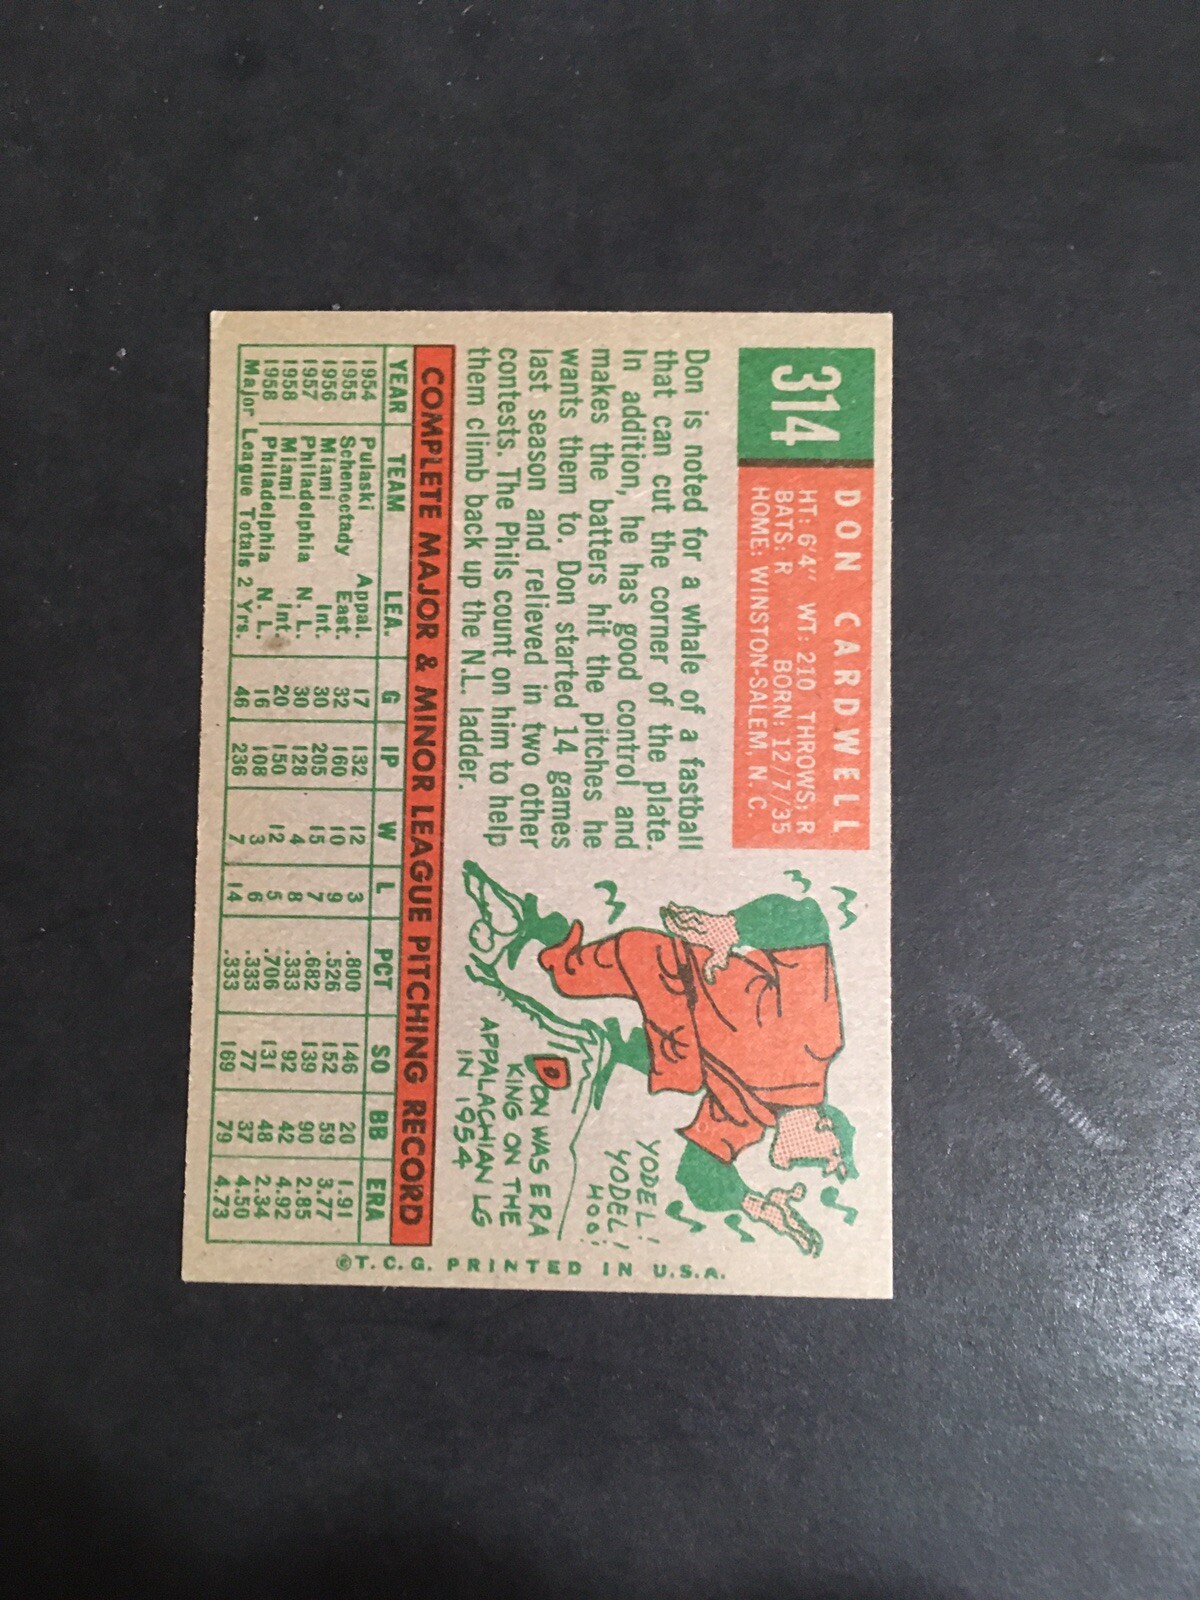 314
DON CARDWELL
HT: 6'4" WT: 210 THROWS: R
BATS: R BORN: 12/7/35
HOME: WINSTON-SALEM, N. C.
Don is noted for a whale of a fastball
that can cut the corner of the plate.
In addition, he has good control and
makes the batters hit the pitches he
wants them to. Don started 14 games
last season and relieved in two other
contests. The Phils count on him to help
them climb back up the N.L. ladder.
YODEL!
YODEL!
HOO!
DON WAS ERA
KING ON THE
APPALACHIAN LG
IN 1954
COMPLETE MAJOR & MINOR LEAGUE PITCHING RECORD
YEAR TEAM LEA. G IP W L PCT SO BB ERA
1954 Pulaski Appal. 17 132 12 3 .800 146 20 1.91
1955 Schenectady East. 32 160 10 9 .526 152 59 3.77
1956 Miami Int. 30 205 15 7 .682 139 90 2.85
1957 Philadelphia N. L. 30 128 4 8 .333 92 42 4.92
1958 Miami Int. 20 150 12 5 .706 131 48 2.34
1958 Philadelphia N. L. 16 108 3 6 .333 77 37 4.50
Major League Totals 2 Yrs. 46 236 7 14 .333 169 79 4.73
©T. C. G. PRINTED IN U.S.A.